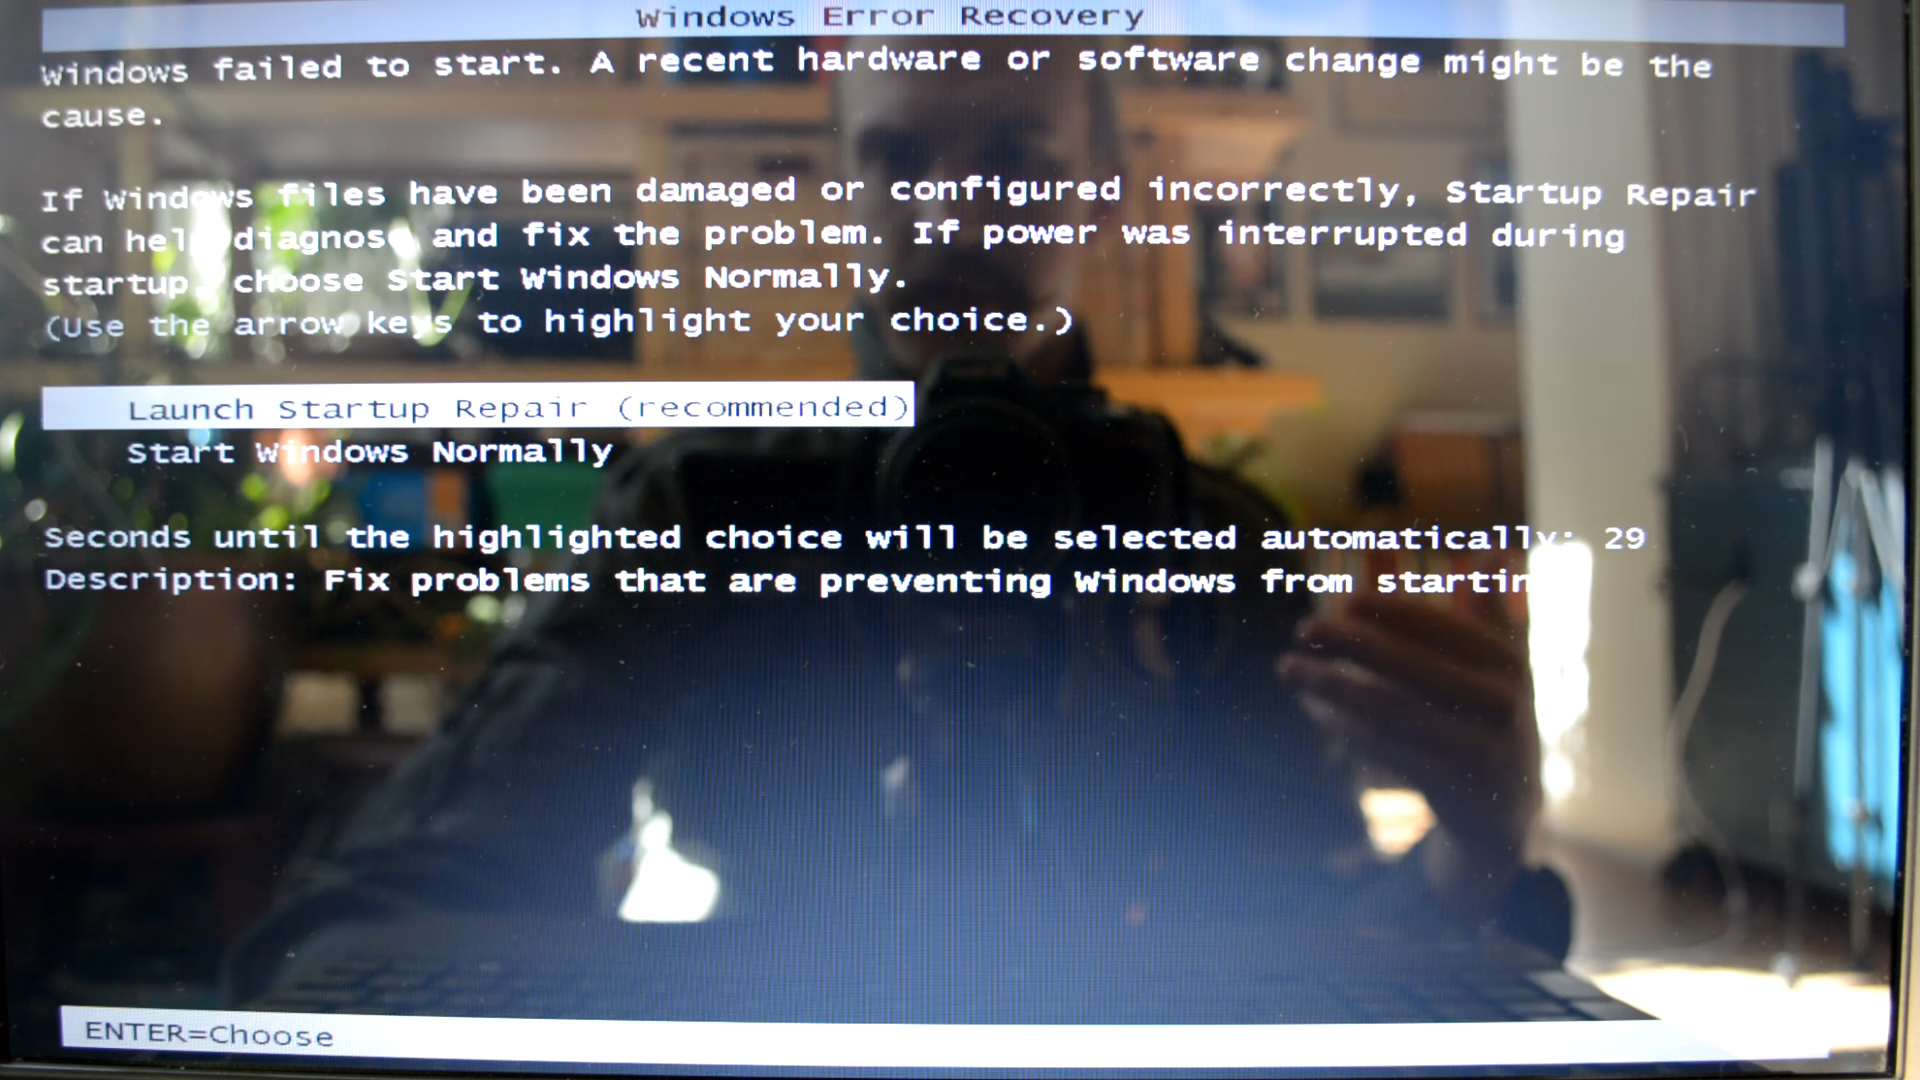 Windows Error Recovery
Windows failed to start. A recent hardware or software change might be the
cause.
If Windows files have been damaged or configured incorrectly, Startup Repair
can help diagnose and fix the problem. If power was interrupted during
startup, choose Start Windows Normally.
(Use the arrow keys to highlight your choice.)
Launch Startup Repair (recommended)
Start Windows Normally
Seconds until the highlighted choice will be selected automatically: 29
Description: Fix problems that are preventing Windows from startin
ENTER=Choose